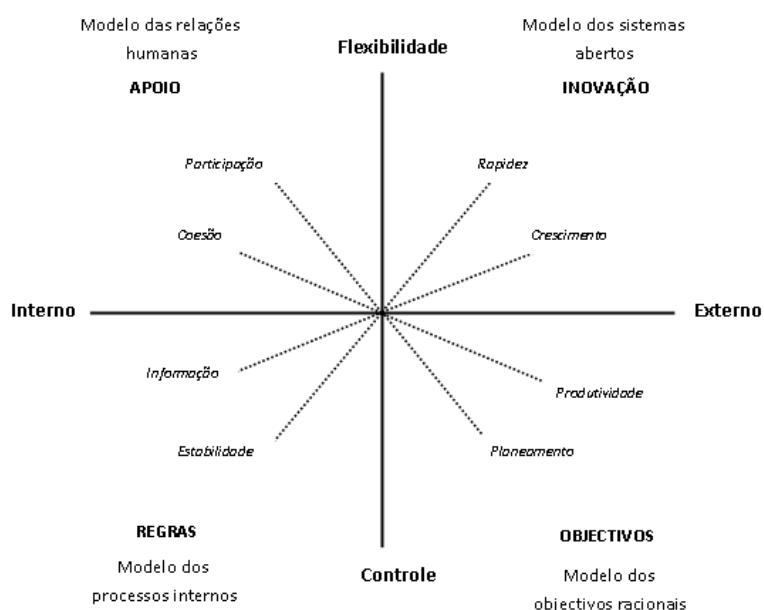 Modelo das relações
humanas
APOIO
Flexibilidade
Modelo dos sistemas
abertos
INOVAÇÃO
Participação
Rapidez
Coesão
Crescimento
Interno
Externo
Informação
Produtividade
Estabilidade
Planeamento
REGRAS
Modelo dos
processos internos
Controle
OBJECTIVOS
Modelo dos
objectivos racionais